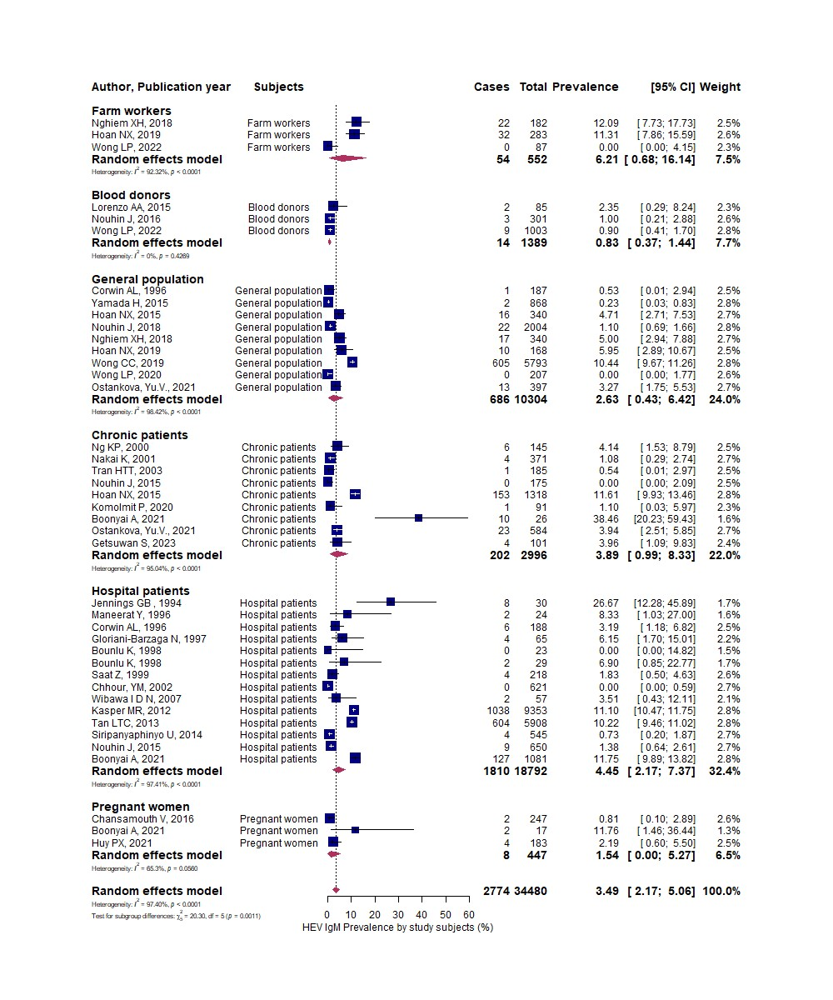 Author, Publication year Subjects Cases Total Prevalence [95% CI] Weight
Farm workers
Nghiem XH, 2018 Farm workers 22 182 12.09 [ 7.73; 17.73] 2.5%
Hoan NX, 2019 Farm workers 32 283 11.31 [ 7.86; 15.59] 2.6%
Wong LP, 2022 Farm workers 0 87 0.00 [ 0.00; 4.15] 2.3%
Random effects model 54 552 6.21 [ 0.68; 16.14] 7.5%
Heterogeneity: I² = 92.32%, p < 0.0001
Blood donors
Lorenzo AA, 2015 Blood donors 2 85 2.35 [ 0.29; 8.24] 2.3%
Nouhin J, 2016 Blood donors 3 301 1.00 [ 0.21; 2.88] 2.6%
Wong LP, 2022 Blood donors 9 1003 0.90 [ 0.41; 1.70] 2.8%
Random effects model 14 1389 0.83 [ 0.37; 1.44] 7.7%
Heterogeneity: I² = 0%, p = 0.4269
General population
Corwin AL, 1996 General population 1 187 0.53 [ 0.01; 2.94] 2.5%
Yamada H, 2015 General population 2 868 0.23 [ 0.03; 0.83] 2.8%
Hoan NX, 2015 General population 16 340 4.71 [ 2.71; 7.53] 2.7%
Nouhin J, 2018 General population 22 2004 1.10 [ 0.69; 1.66] 2.8%
Nghiem XH, 2018 General population 17 340 5.00 [ 2.94; 7.88] 2.7%
Hoan NX, 2019 General population 10 168 5.95 [ 2.89; 10.67] 2.5%
Wong CC, 2019 General population 605 5793 10.44 [ 9.67; 11.26] 2.8%
Wong LP, 2020 General population 0 207 0.00 [ 0.00; 1.77] 2.6%
Ostankova, Yu.V., 2021 General population 13 397 3.27 [ 1.75; 5.53] 2.7%
Random effects model 686 10304 2.63 [ 0.43; 6.42] 24.0%
Heterogeneity: I² = 98.42%, p < 0.0001
Chronic patients
Ng KP, 2000 Chronic patients 6 145 4.14 [ 1.53; 8.79] 2.5%
Nakai K, 2001 Chronic patients 4 371 1.08 [ 0.29; 2.74] 2.7%
Tran HTT, 2003 Chronic patients 1 185 0.54 [ 0.01; 2.97] 2.5%
Nouhin J, 2015 Chronic patients 0 175 0.00 [ 0.00; 2.09] 2.5%
Hoan NX, 2015 Chronic patients 153 1318 11.61 [ 9.93; 13.46] 2.8%
Komolmit P, 2020 Chronic patients 1 91 1.10 [ 0.03; 5.97] 2.3%
Boonyai A, 2021 Chronic patients 10 26 38.46 [20.23; 59.43] 1.6%
Ostankova, Yu.V., 2021 Chronic patients 23 584 3.94 [ 2.51; 5.85] 2.7%
Getsuwan S, 2023 Chronic patients 4 101 3.96 [ 1.09; 9.83] 2.4%
Random effects model 202 2996 3.89 [ 0.99; 8.33] 22.0%
Heterogeneity: I² = 95.04%, p < 0.0001
Hospital patients
Jennings GB , 1994 Hospital patients 8 30 26.67 [12.28; 45.89] 1.7%
Maneerat Y, 1996 Hospital patients 2 24 8.33 [ 1.03; 27.00] 1.6%
Corwin AL, 1996 Hospital patients 6 188 3.19 [ 1.18; 6.82] 2.5%
Gloriani-Barzaga N, 1997 Hospital patients 4 65 6.15 [ 1.70; 15.01] 2.2%
Bounlu K, 1998 Hospital patients 0 23 0.00 [ 0.00; 14.82] 1.5%
Bounlu K, 1998 Hospital patients 2 29 6.90 [ 0.85; 22.77] 1.7%
Saat Z, 1999 Hospital patients 4 218 1.83 [ 0.50; 4.63] 2.6%
Chhour, YM, 2002 Hospital patients 0 621 0.00 [ 0.00; 0.59] 2.7%
Wibawa I D N, 2007 Hospital patients 2 57 3.51 [ 0.43; 12.11] 2.1%
Kasper MR, 2012 Hospital patients 1038 9353 11.10 [10.47; 11.75] 2.8%
Tan LTC, 2013 Hospital patients 604 5908 10.22 [ 9.46; 11.02] 2.8%
Siripanyaphinyo U, 2014 Hospital patients 4 545 0.73 [ 0.20; 1.87] 2.7%
Nouhin J, 2015 Hospital patients 9 650 1.38 [ 0.64; 2.61] 2.7%
Boonyai A, 2021 Hospital patients 127 1081 11.75 [ 9.89; 13.82] 2.8%
Random effects model 1810 18792 4.45 [ 2.17; 7.37] 32.4%
Heterogeneity: I² = 97.41%, p < 0.0001
Pregnant women
Chansamouth V, 2016 Pregnant women 2 247 0.81 [ 0.10; 2.89] 2.6%
Boonyai A, 2021 Pregnant women 2 17 11.76 [ 1.46; 36.44] 1.3%
Huy PX, 2021 Pregnant women 4 183 2.19 [ 0.60; 5.50] 2.5%
Random effects model 8 447 1.54 [ 0.00; 5.27] 6.5%
Heterogeneity: I² = 65.3%, p = 0.0560
Random effects model 2774 34480 3.49 [ 2.17; 5.06] 100.0%
Heterogeneity: I² = 97.40%, p < 0.0001
Test for subgroup differences: χ²₅ = 20.30, df = 5 (p = 0.0011)
0 10 20 30 40 50 60
HEV IgM Prevalence by study subjects (%)